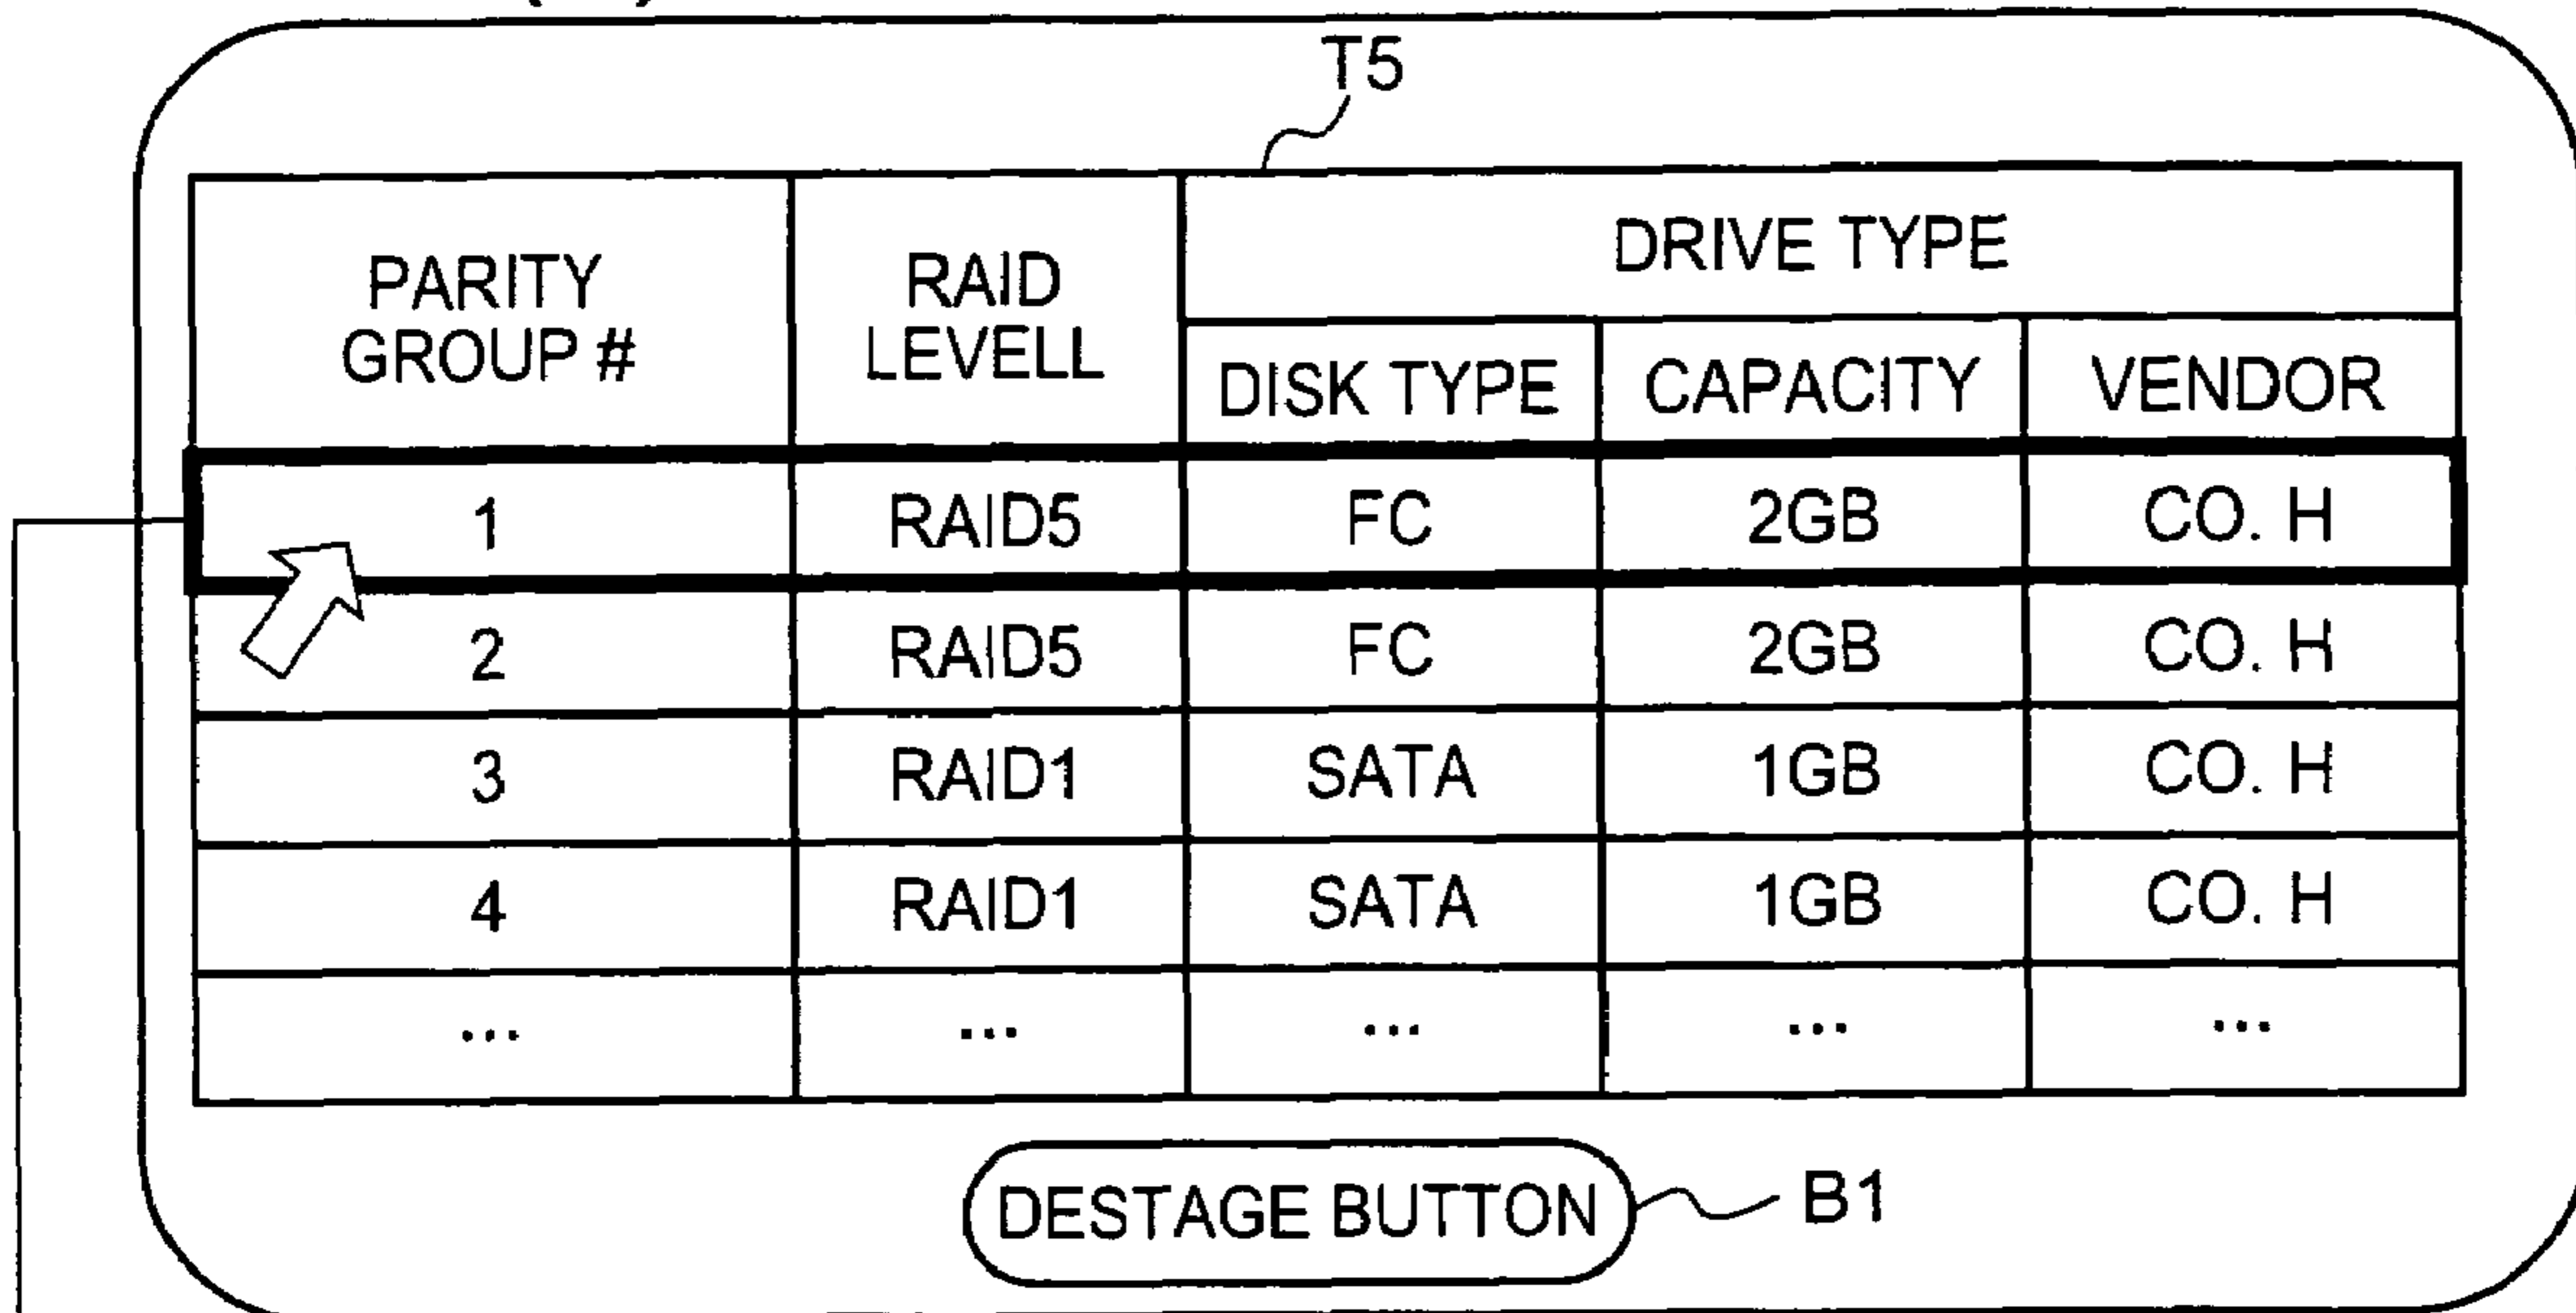 T5
PARITY GROUP # RAID LEVELL DRIVE TYPE
DISK TYPE CAPACITY VENDOR
1 RAID5 FC 2GB CO. H
2 RAID5 FC 2GB CO. H
3 RAID1 SATA 1GB CO. H
4 RAID1 SATA 1GB CO. H
... ... ... ... ...
DESTAGE BUTTON B1